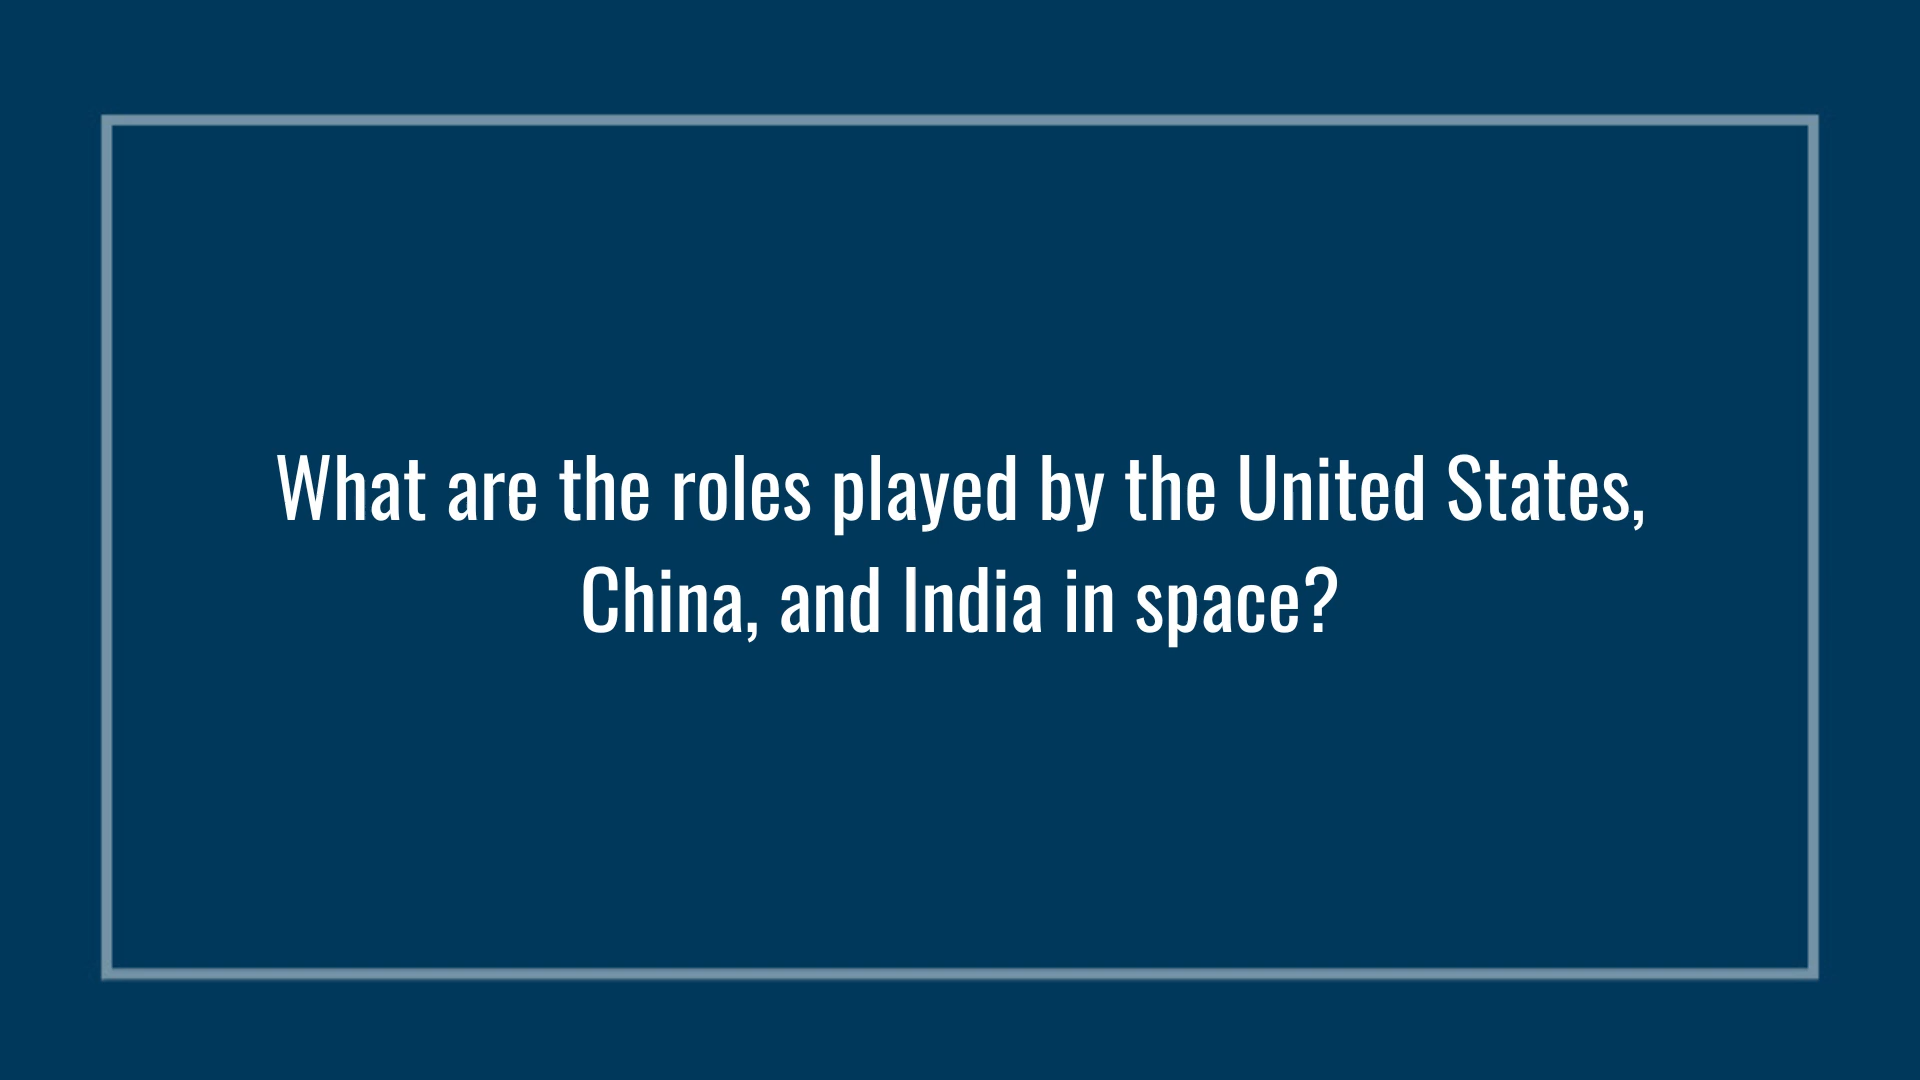 What are the roles played by the United States,
China, and India in space?